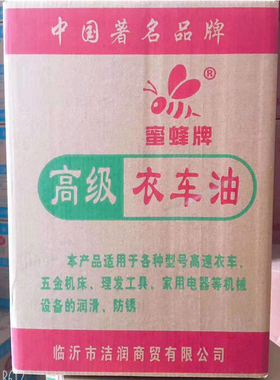 中国著名品牌
®
蜜蜂牌
高级衣车油
本产品适用于各种型号高速衣车、
五金机床、理发工具、家用电器等机械
设备的润滑、防锈
临沂市洁润商贸有限公司